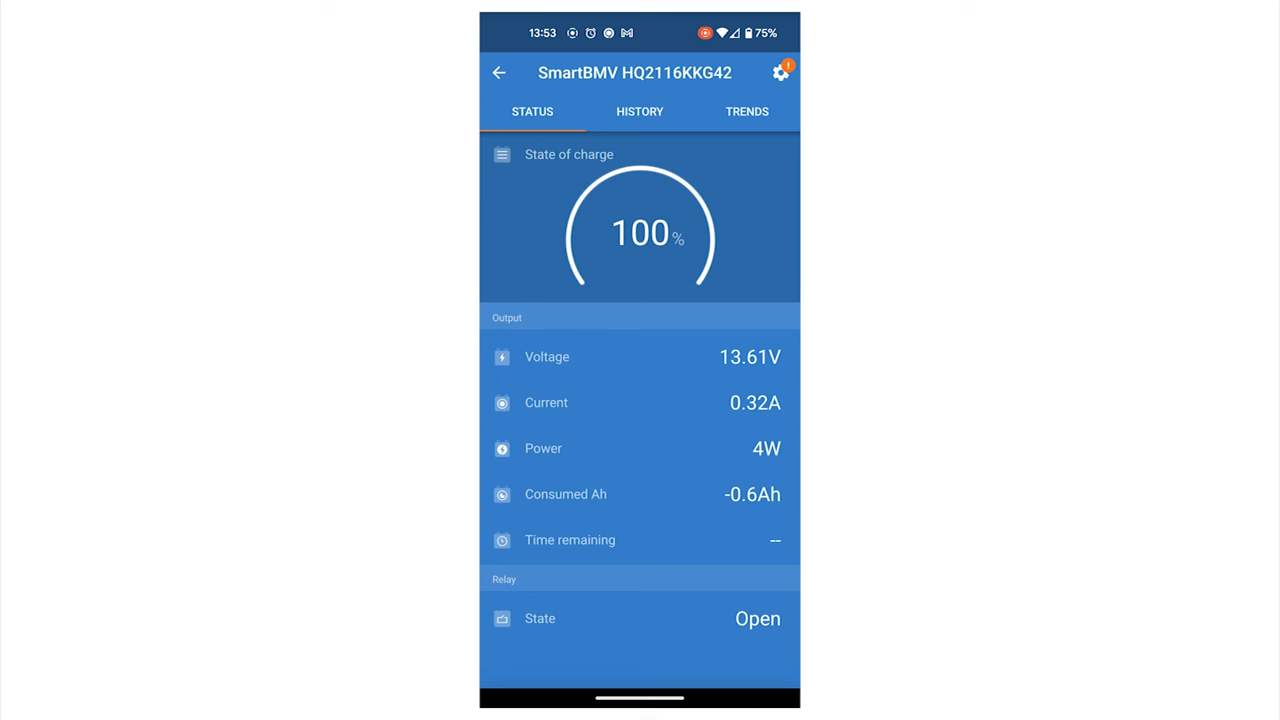 13:53 75%
SmartBMV HQ2116KKG42 !
STATUS HISTORY TRENDS
State of charge
100 %
Output
Voltage 13.61V
Current 0.32A
Power 4W
Consumed Ah -0.6Ah
Time remaining --
Relay
State Open